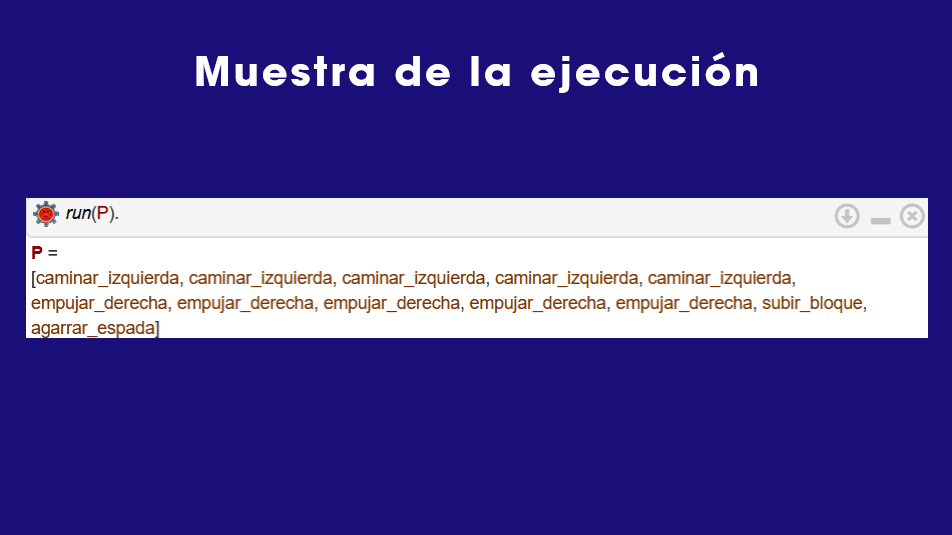 Muestra de la ejecución
run(P).
P =
[caminar_izquierda, caminar_izquierda, caminar_izquierda, caminar_izquierda, caminar_izquierda,
empujar_derecha, empujar_derecha, empujar_derecha, empujar_derecha, empujar_derecha, subir_bloque,
agarrar_espada]